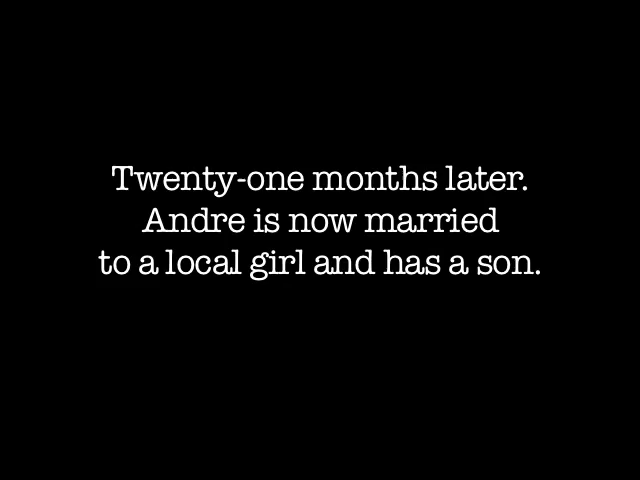 Twenty-one months later.
Andre is now married
to a local girl and has a son.